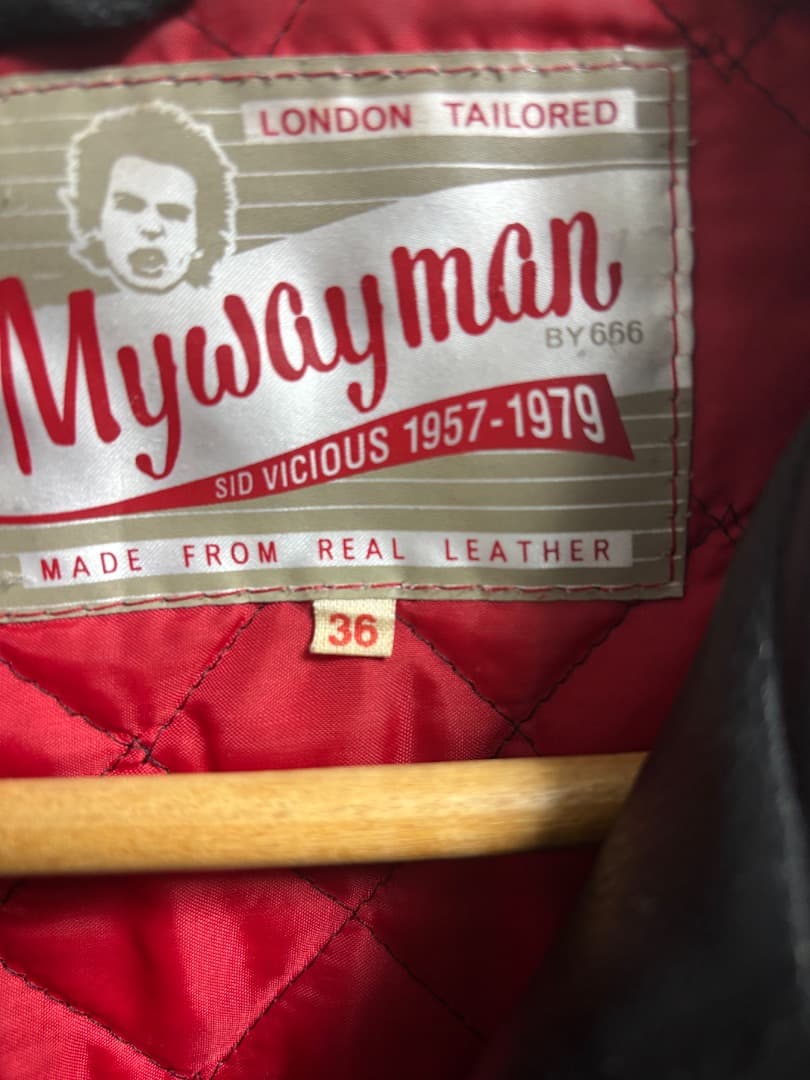 LONDON TAILORED
Mywayman
BY 666
SID VICIOUS 1957-1979
MADE FROM REAL LEATHER
36